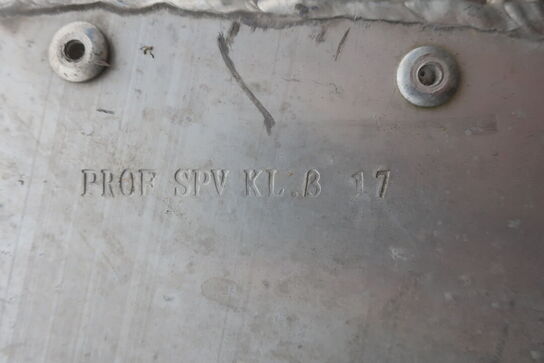 PROF SPV KL.B 17